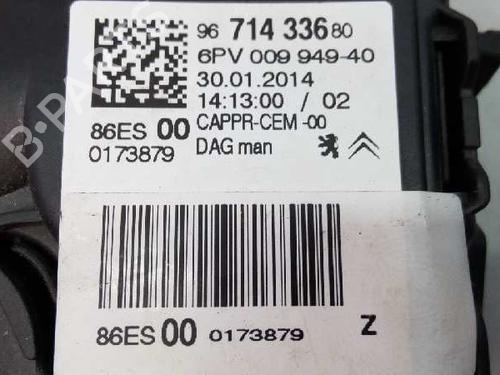 96 714 336 80
6PV 009 949-40
30.01.2014
14:13:00 / 02
86ES 00 CAPPR-CEM -00
0173879 DAG man
86ES 00 0173879 Z